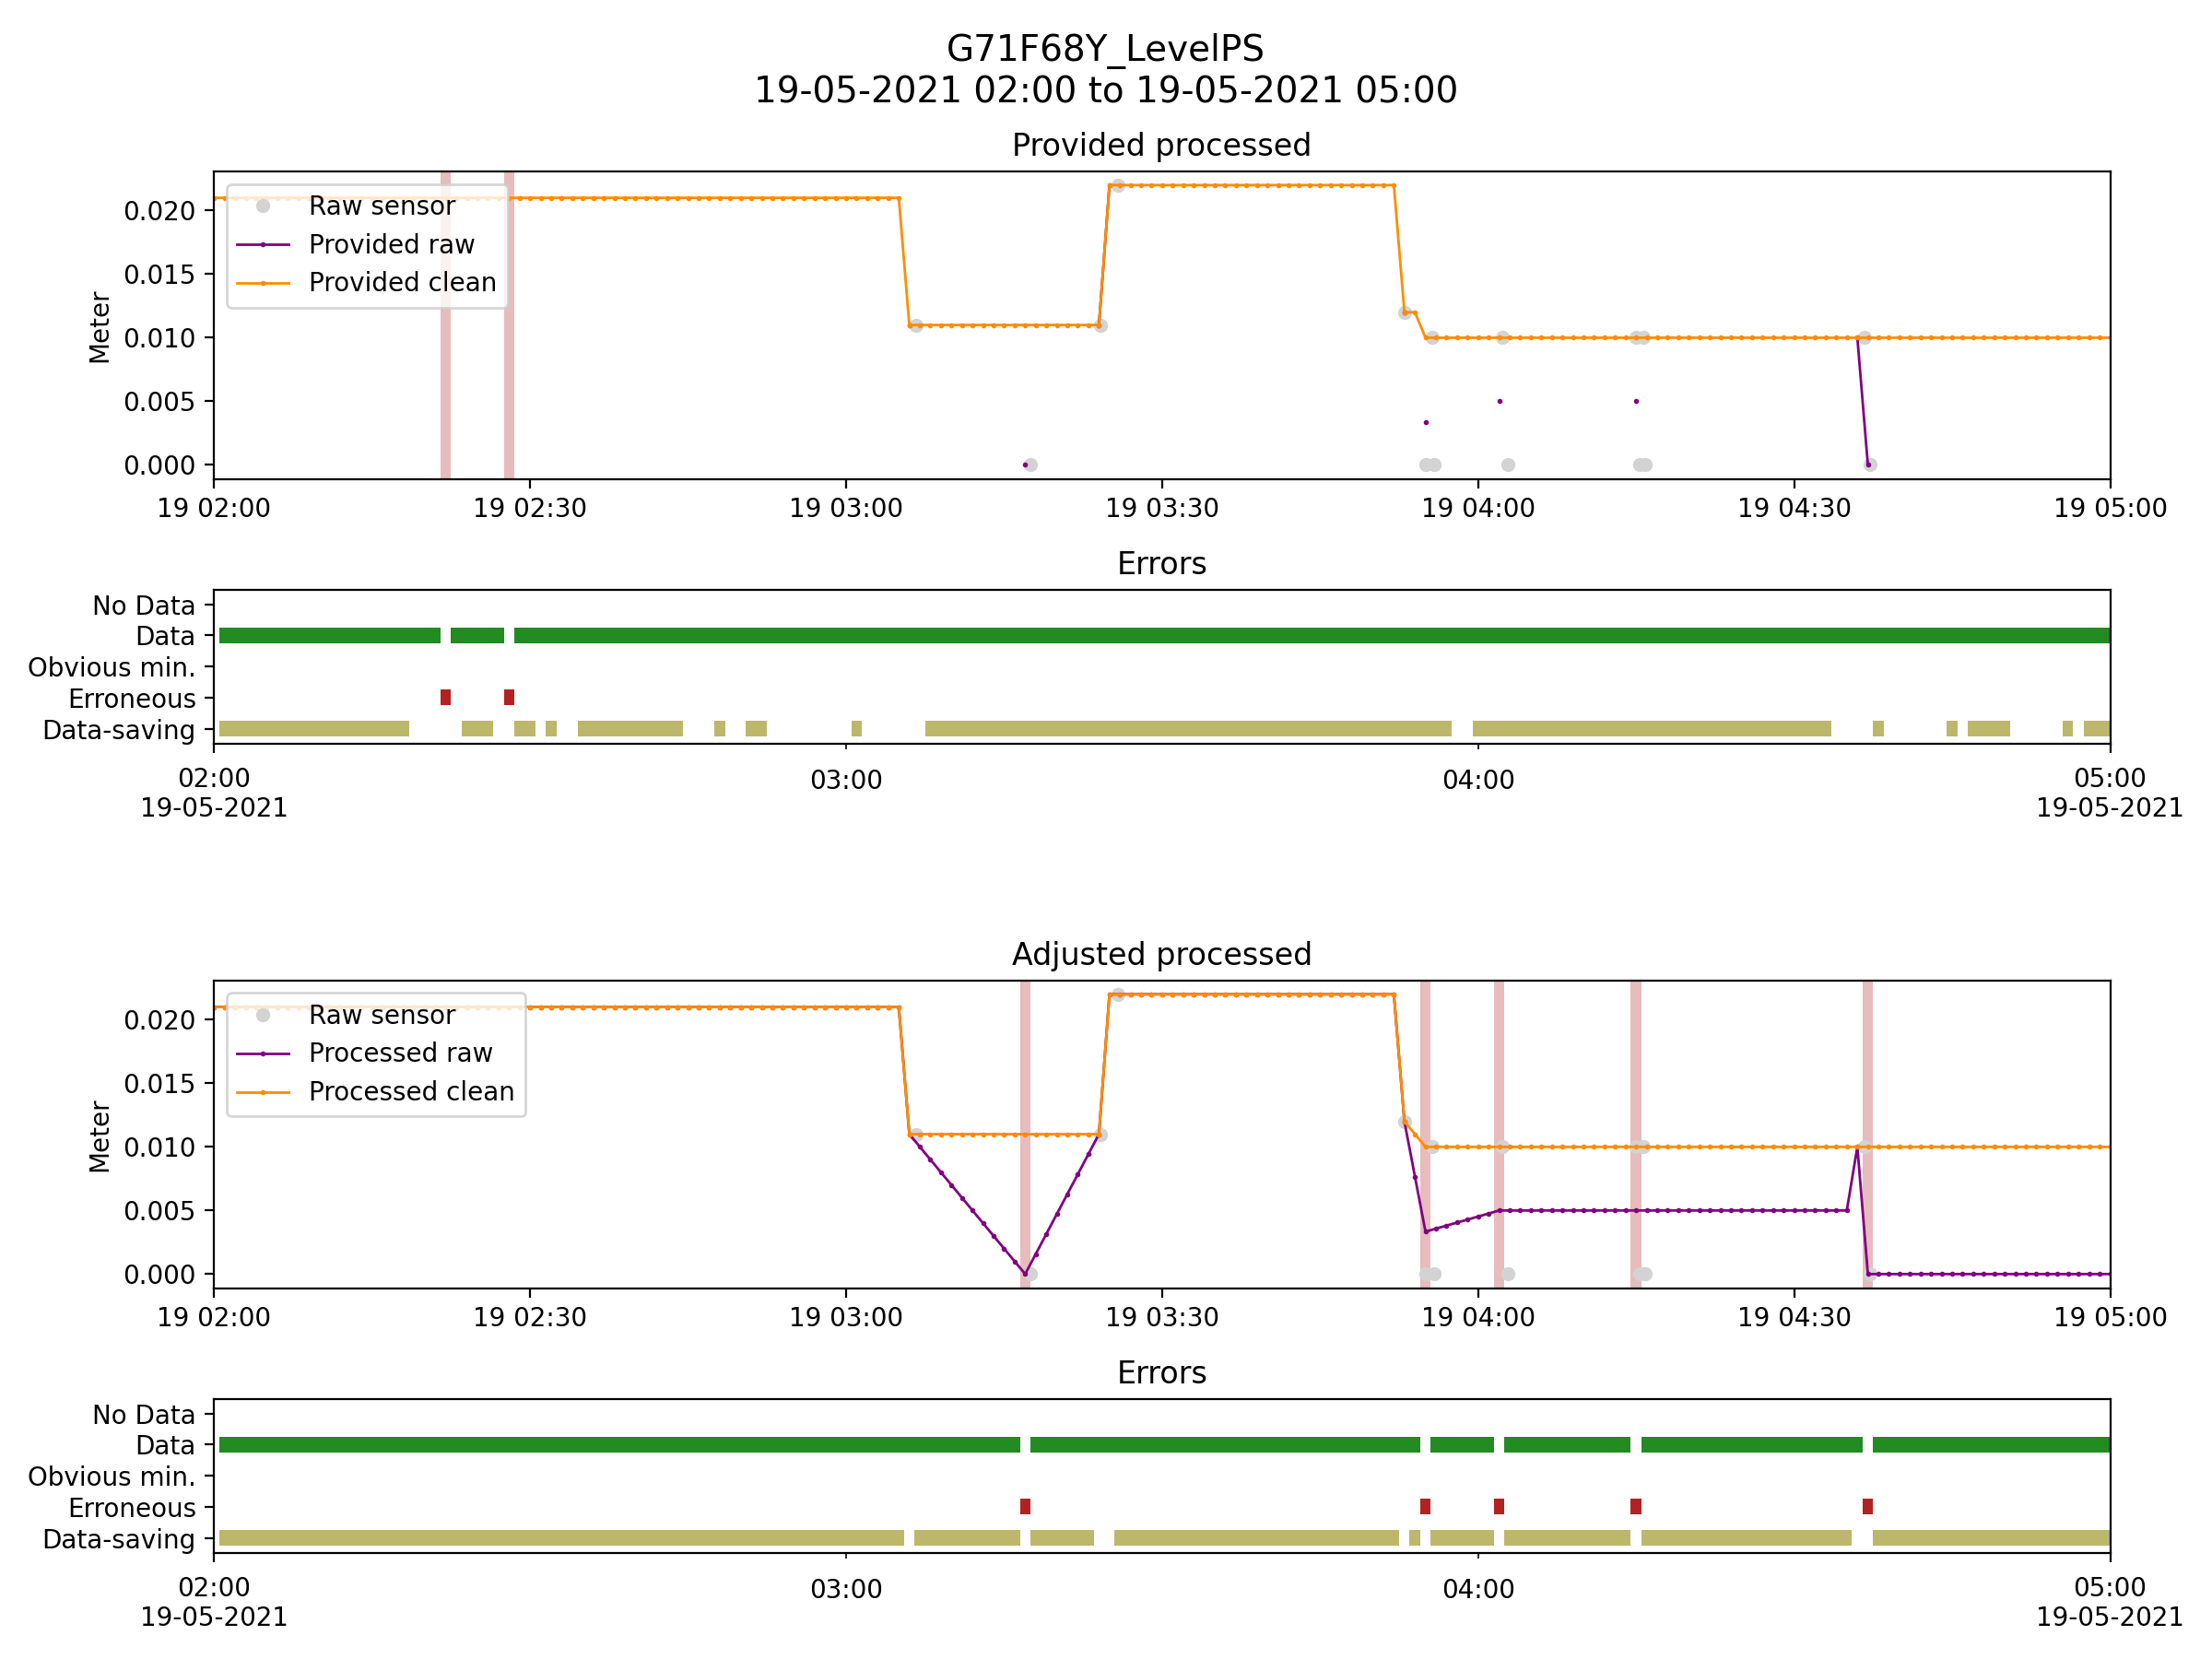 G71F68Y_LevelPS
19-05-2021 02:00 to 19-05-2021 05:00
Provided processed
Meter
0.020
0.015
0.010
0.005
0.000
Raw sensor
Provided raw
Provided clean
19 02:00 19 02:30 19 03:00 19 03:30 19 04:00 19 04:30 19 05:00
Errors
No Data
Data
Obvious min.
Erroneous
Data-saving
02:00 03:00 04:00 05:00
19-05-2021 19-05-2021
Adjusted processed
Meter
0.020
0.015
0.010
0.005
0.000
Raw sensor
Processed raw
Processed clean
19 02:00 19 02:30 19 03:00 19 03:30 19 04:00 19 04:30 19 05:00
Errors
No Data
Data
Obvious min.
Erroneous
Data-saving
02:00 03:00 04:00 05:00
19-05-2021 19-05-2021